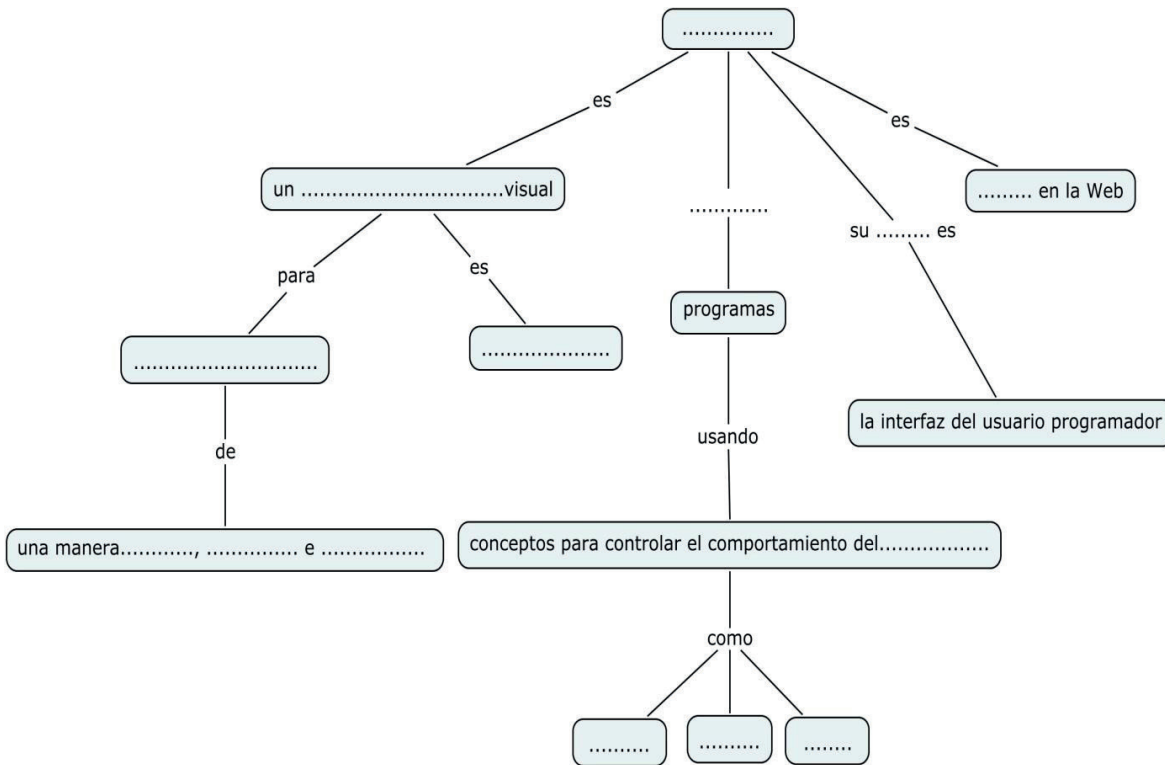 ...............
es
es
un .................................visual
......... en la Web
.............
su ......... es
para
es
programas
.....................
..............................
la interfaz del usuario programador
usando
de
una manera............, ............... e .................
conceptos para controlar el comportamiento del..................
como
..........
..........
........